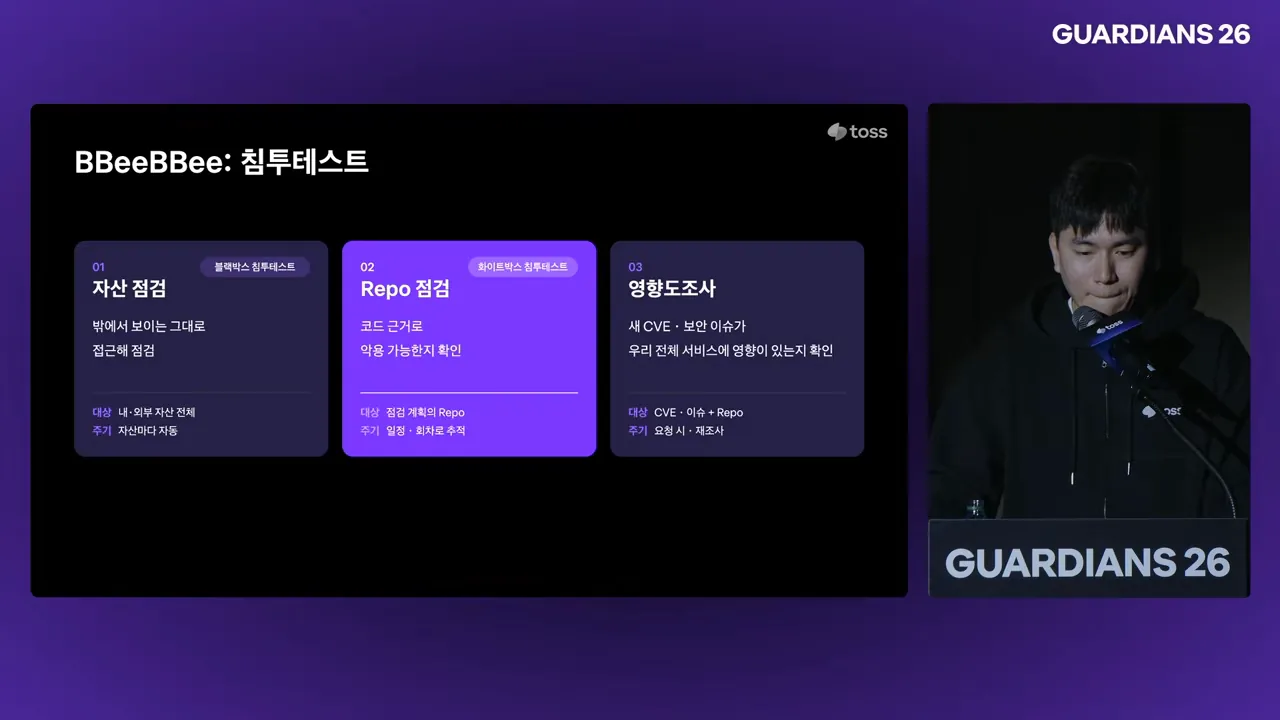 GUARDIANS 26
toss
BBeeBBee: 침투테스트
01
블랙박스 침투테스트
자산 점검
밖에서 보이는 그대로
접근해 점검
대상 내·외부 자산 전체
주기 자산마다 자동
02
화이트박스 침투테스트
Repo 점검
코드 근거로
악용 가능한지 확인
대상 점검 계획의 Repo
주기 일정 · 회차로 추적
03
영향도조사
새 CVE · 보안 이슈가
우리 전체 서비스에 영향이 있는지 확인
대상 CVE · 이슈 + Repo
주기 요청 시 · 재조사
toss
GUARDIANS 26